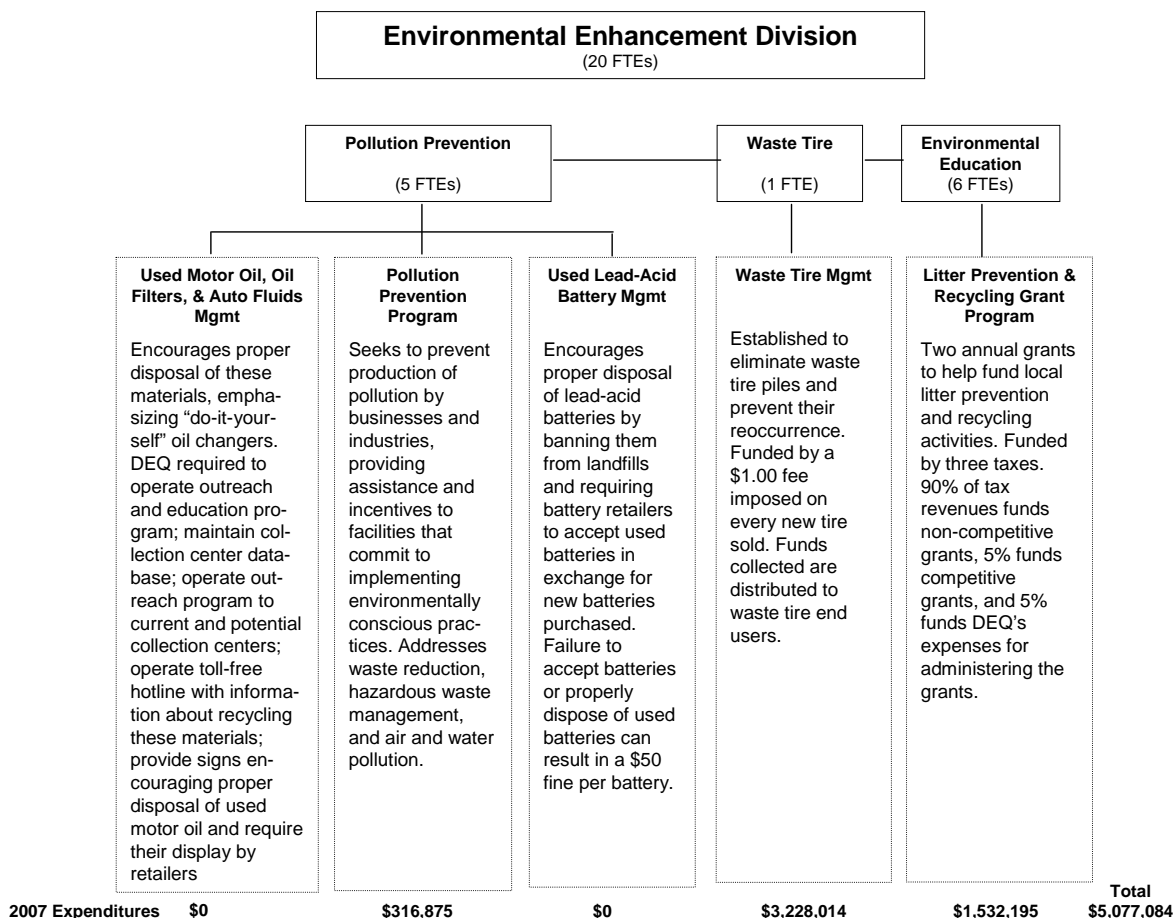 Environmental Enhancement Division
(20 FTEs)
Pollution Prevention
(5 FTEs)
Waste Tire
(1 FTE)
Environmental
Education
(6 FTEs)
Used Motor Oil, Oil
Filters, & Auto Fluids
Mgmt
Encourages proper
disposal of these
materials, empha-
sizing “do-it-your-
self” oil changers.
DEQ required to
operate outreach
and education pro-
gram; maintain col-
lection center data-
base; operate out-
reach program to
current and potential
collection centers;
operate toll-free
hotline with informa-
tion about recycling
these materials;
provide signs en-
couraging proper
disposal of used
motor oil and require
their display by
retailers
Pollution
Prevention
Program
Seeks to prevent
production of
pollution by
businesses and
industries,
providing
assistance and
incentives to
facilities that
commit to
implementing
environmentally
conscious prac-
tices. Addresses
waste reduction,
hazardous waste
management,
and air and water
pollution.
Used Lead-Acid
Battery Mgmt
Encourages
proper disposal
of lead-acid
batteries by
banning them
from landfills
and requiring
battery retailers
to accept used
batteries in
exchange for
new batteries
purchased.
Failure to
accept batteries
or properly
dispose of used
batteries can
result in a $50
fine per battery.
Waste Tire Mgmt
Established to
eliminate waste
tire piles and
prevent their
reoccurrence.
Funded by a
$1.00 fee
imposed on
every new tire
sold. Funds
collected are
distributed to
waste tire end
users.
Litter Prevention &
Recycling Grant
Program
Two annual grants
to help fund local
litter prevention
and recycling
activities. Funded
by three taxes.
90% of tax
revenues funds
non-competitive
grants, 5% funds
competitive
grants, and 5%
funds DEQ’s
expenses for
administering the
grants.
Total
2007 Expenditures $0 $316,875 $0 $3,228,014 $1,532,195 $5,077,084